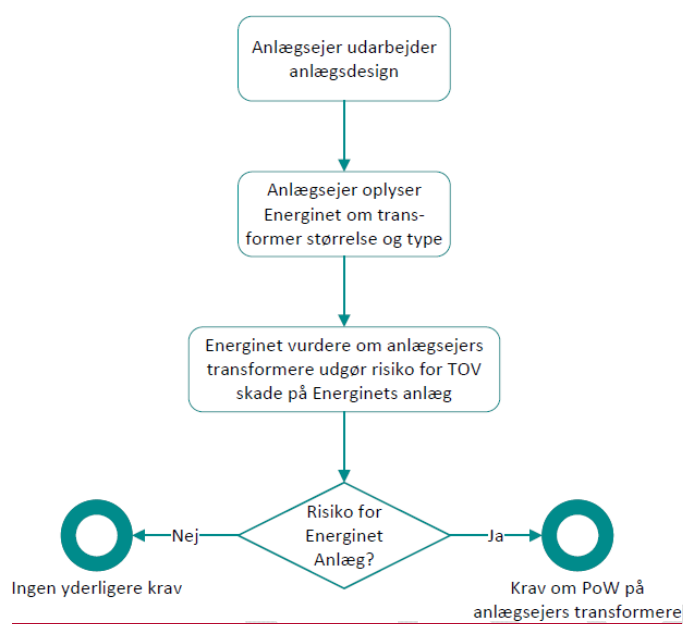 Anlægsejer udarbejder
anlægsdesign
Anlægsejer oplyser
Energinet om trans-
former størrelse og type
Energinet vurdere om anlægsejers
transformere udgør risiko for TOV
skade på Energinets anlæg
Risiko for
Energinet
Anlæg?
Nej
Ja
Ingen yderligere krav
Krav om PoW på
anlægsejers transformere